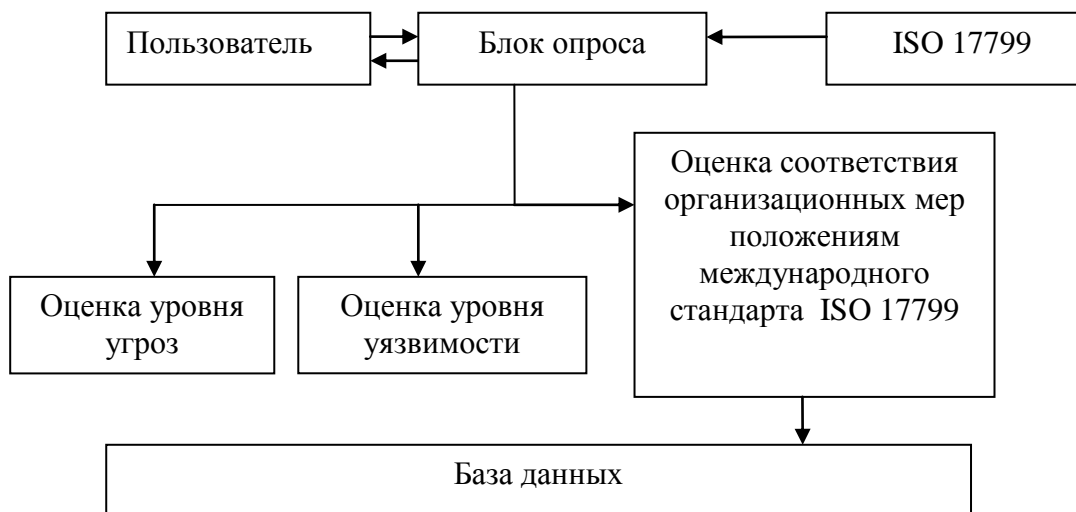 Пользователь
Блок опроса
ISO 17799
Оценка соответствия
организационных мер
положениям
международного
стандарта ISO 17799
Оценка уровня
угроз
Оценка уровня
уязвимости
База данных